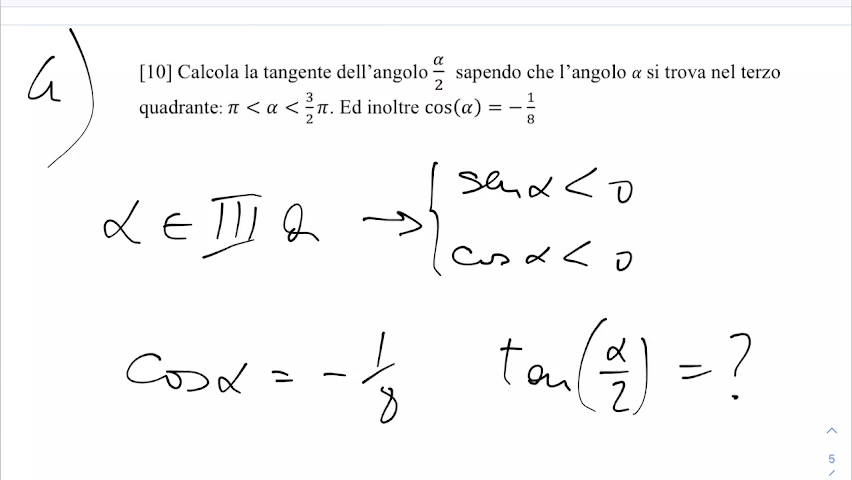 a)
[10] Calcola la tangente dell'angolo α/2 sapendo che l'angolo α si trova nel terzo
quadrante: π < α < 3/2 π. Ed inoltre cos(α) = −1/8
α ∈ III Q → { sen α < 0
cos α < 0
cos α = − 1/8 tan(α/2) = ?
5